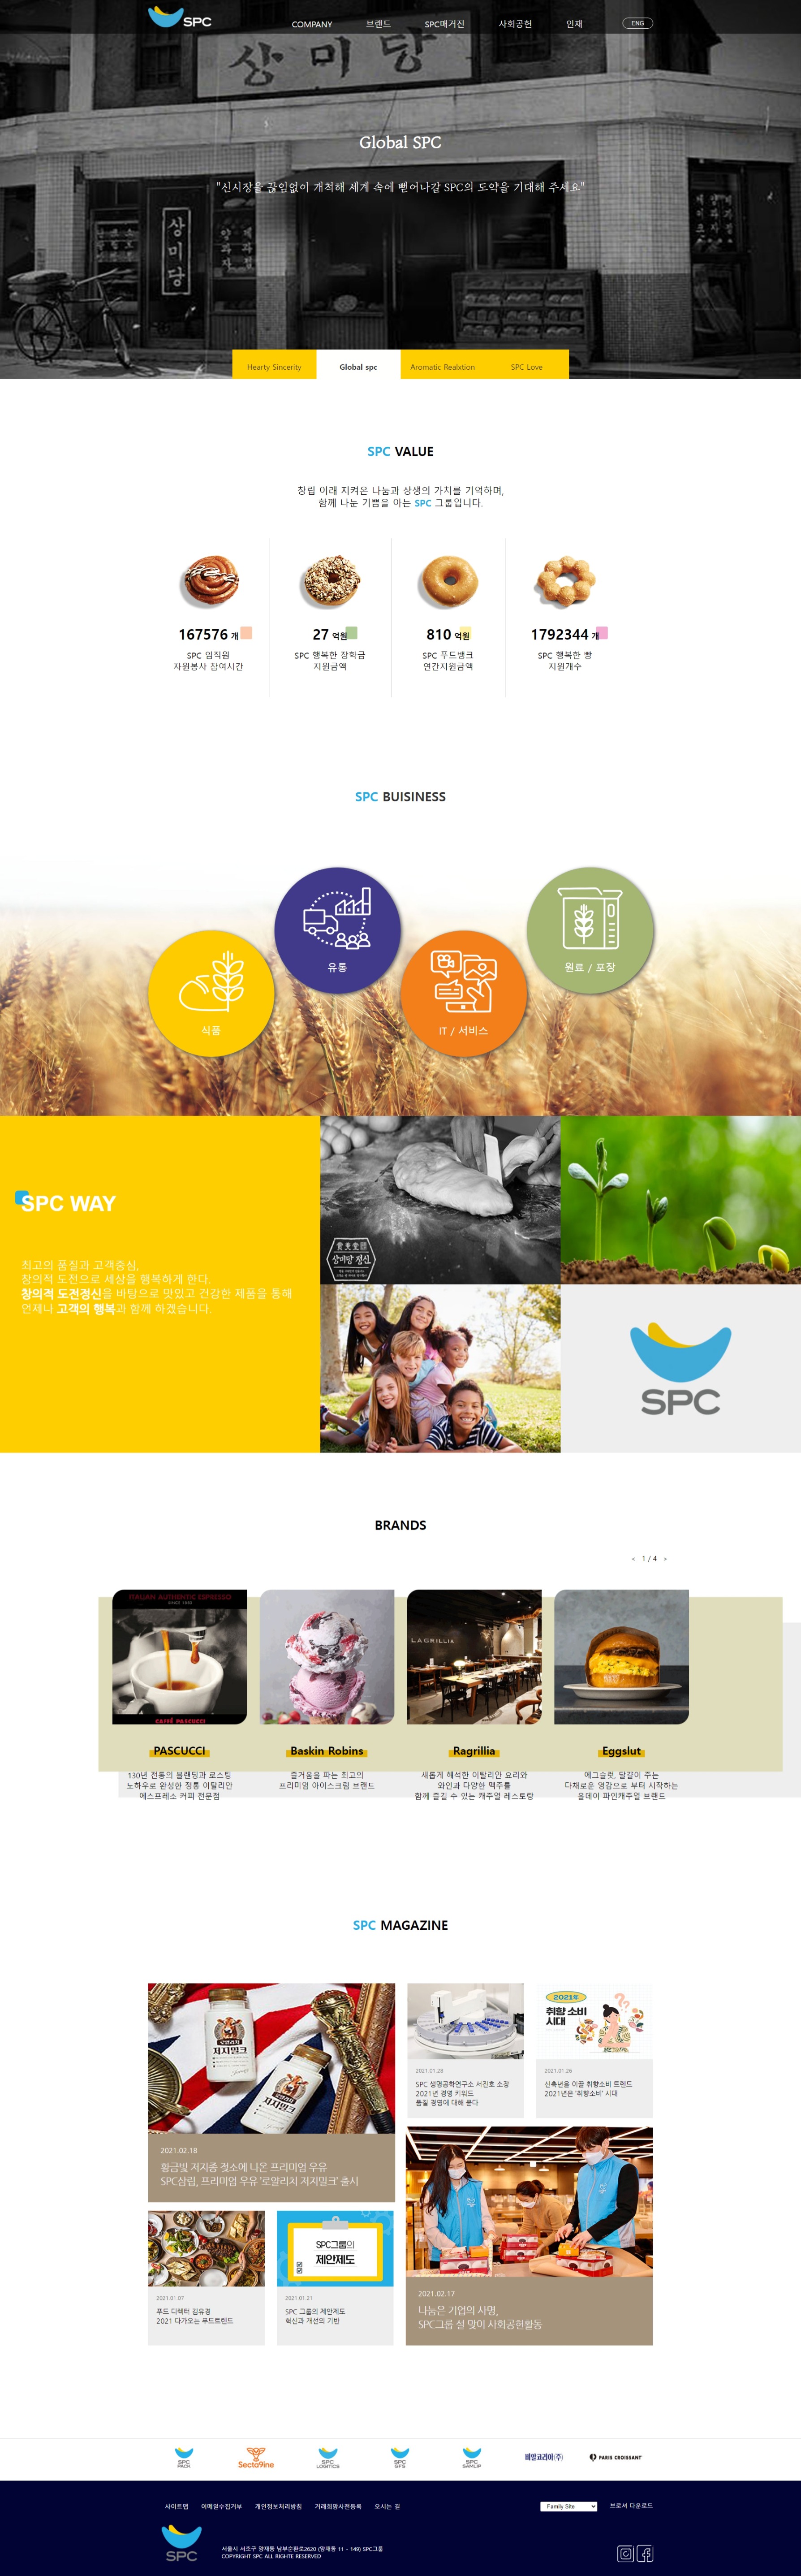 SPC
COMPANY 브랜드 SPC매거진 사회공헌 인재 ENG
상미당
Global SPC
"신시장을 끊임없이 개척해 세계 속에 뻗어나갈 SPC의 도약을 기대해 주세요"
상미당
Hearty Sincerity Global spc Aromatic Realxtion SPC Love
SPC VALUE
창립 이래 지켜온 나눔과 상생의 가치를 기억하며,
함께 나눈 기쁨을 아는 SPC 그룹입니다.
167576 개
SPC 임직원
자원봉사 참여시간
27 억원
SPC 행복한 장학금
지원금액
810 억원
SPC 푸드뱅크
연간지원금액
1792344 개
SPC 행복한 빵
지원개수
SPC BUISINESS
식품
유통
IT / 서비스
원료 / 포장
SPC WAY
최고의 품질과 고객중심,
창의적 도전으로 세상을 행복하게 한다.
창의적 도전정신을 바탕으로 맛있고 건강한 제품을 통해
언제나 고객의 행복과 함께 하겠습니다.
상미당 정신
SPC
BRANDS
< 1 / 4 >
ITALIAN AUTHENTIC ESPRESSO
SINCE 1883
CAFFÈ PASCUCCI
PASCUCCI
130년 전통의 블렌딩과 로스팅
노하우로 완성한 정통 이탈리안
에스프레소 커피 전문점
Baskin Robins
즐거움을 파는 최고의
프리미엄 아이스크림 브랜드
LAGRILLIA
Ragrillia
새롭게 해석한 이탈리안 요리와
와인과 다양한 맥주를
함께 즐길 수 있는 캐주얼 레스토랑
Eggslut
에그슬럿, 달걀이 주는
다채로운 영감으로 부터 시작하는
올데이 파인캐주얼 브랜드
SPC MAGAZINE
로얄리치
저지밀크
저지밀크
2021.02.18
황금빛 저지종 젖소에 나온 프리미엄 우유
SPC삼립, 프리미엄 우유 '로얄리치 저지밀크' 출시
2021.01.28
SPC 생명공학연구소 서진호 소장
2021년 경영 키워드
품질 경영에 대해 묻다
2021년
취향 소비
시대
2021.01.26
신축년을 이끌 취향소비 트렌드
2021년은 '취향소비' 시대
2021.01.07
푸드 디렉터 김유경
2021 다가오는 푸드트렌드
SPC그룹의
제안제도
2021.01.21
SPC 그룹의 제안제도
혁신과 개선의 기반
2021.02.17
나눔은 기업의 사명,
SPC그룹 설 맞이 사회공헌활동
SPC
PACK
Secta9ine
SPC
LOGITICS
SPC
GFS
SPC
SAMLIP
비알코리아(주)
PARIS CROISSANT
사이트맵 이메일수집거부 개인정보처리방침 거래희망사전등록 오시는 길
Family Site 브로셔 다운로드
SPC
서울시 서초구 양재동 남부순환로2620 (양재동 11 - 149) SPC그룹
COPYRIGHT SPC ALL RIGHTE RESERVED